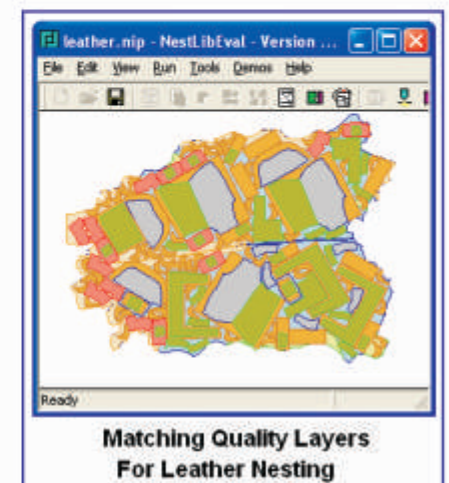 leather.nip - NestLibEval - Version ...
File Edit View Run Tools Demos Help
Ready
Matching Quality Layers
For Leather Nesting